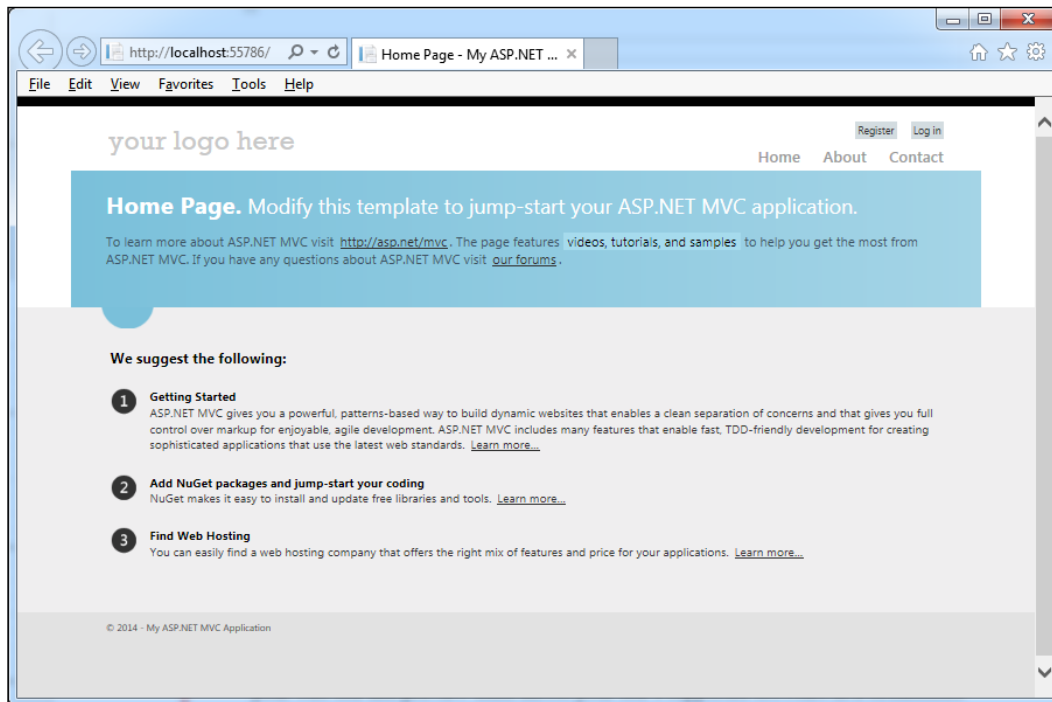 http://localhost:55786/
Home Page - My ASP.NET ...
File Edit View Favorites Tools Help
your logo here
Register Log in
Home About Contact
Home Page. Modify this template to jump-start your ASP.NET MVC application.
To learn more about ASP.NET MVC visit http://asp.net/mvc. The page features videos, tutorials, and samples to help you get the most from
ASP.NET MVC. If you have any questions about ASP.NET MVC visit our forums.
We suggest the following:
1 Getting Started
ASP.NET MVC gives you a powerful, patterns-based way to build dynamic websites that enables a clean separation of concerns and that gives you full
control over markup for enjoyable, agile development. ASP.NET MVC includes many features that enable fast, TDD-friendly development for creating
sophisticated applications that use the latest web standards. Learn more...
2 Add NuGet packages and jump-start your coding
NuGet makes it easy to install and update free libraries and tools. Learn more...
3 Find Web Hosting
You can easily find a web hosting company that offers the right mix of features and price for your applications. Learn more...
© 2014 - My ASP.NET MVC Application